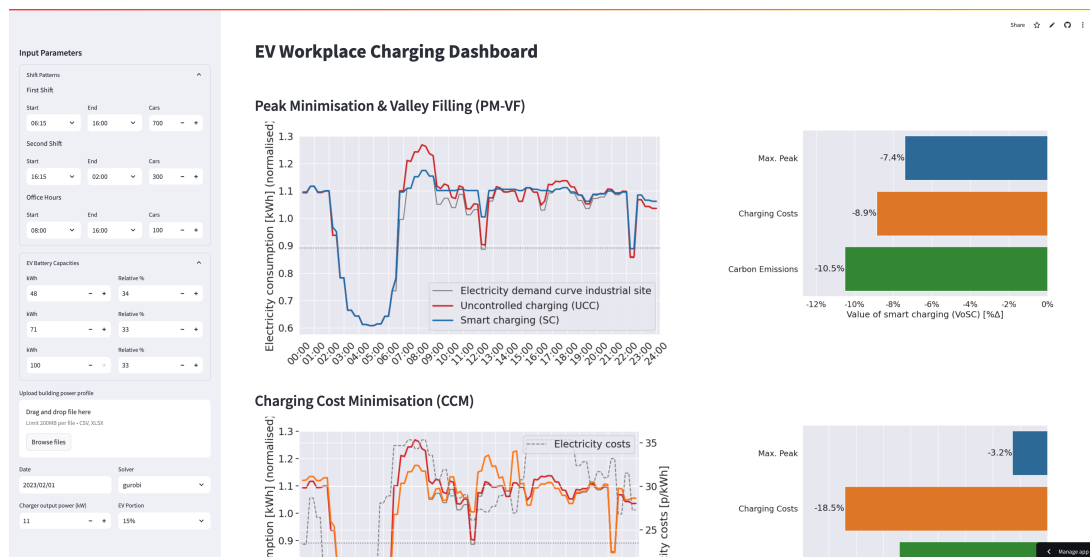 Share
Input Parameters
Shift Patterns
First Shift
Start End Cars
06:15 16:00 700 - +
Second Shift
Start End Cars
16:15 02:00 300 - +
Office Hours
Start End Cars
08:00 16:00 100 - +
EV Battery Capacities
kWh Relative %
48 - + 34 - +
kWh Relative %
71 - + 33 - +
kWh Relative %
100 - + 33 - +
Upload building power profile
Drag and drop file here
Limit 200MB per file • CSV, XLSX
Browse files
Date Solver
2023/02/01 gurobi
Charger output power (kW) EV Portion
11 - + 15%
EV Workplace Charging Dashboard
Peak Minimisation & Valley Filling (PM-VF)
Electricity consumption [kWh] (normalised)
1.3
1.2
1.1
1.0
0.9
0.8
0.7
0.6
Electricity demand curve industrial site
Uncontrolled charging (UCC)
Smart charging (SC)
00:00 01:00 02:00 03:00 04:00 05:00 06:00 07:00 08:00 09:00 10:00 11:00 12:00 13:00 14:00 15:00 16:00 17:00 18:00 19:00 20:00 21:00 22:00 23:00 24:00
Max. Peak -7.4%
Charging Costs -8.9%
Carbon Emissions -10.5%
-12% -10% -8% -6% -4% -2% 0%
Value of smart charging (VoSC) [%Δ]
Charging Cost Minimisation (CCM)
mption [kWh] (normalised)
1.3
1.2
1.1
1.0
0.9
Electricity costs
35
30
25
ity costs [p/kWh]
Max. Peak -3.2%
Charging Costs -18.5%
Manage app